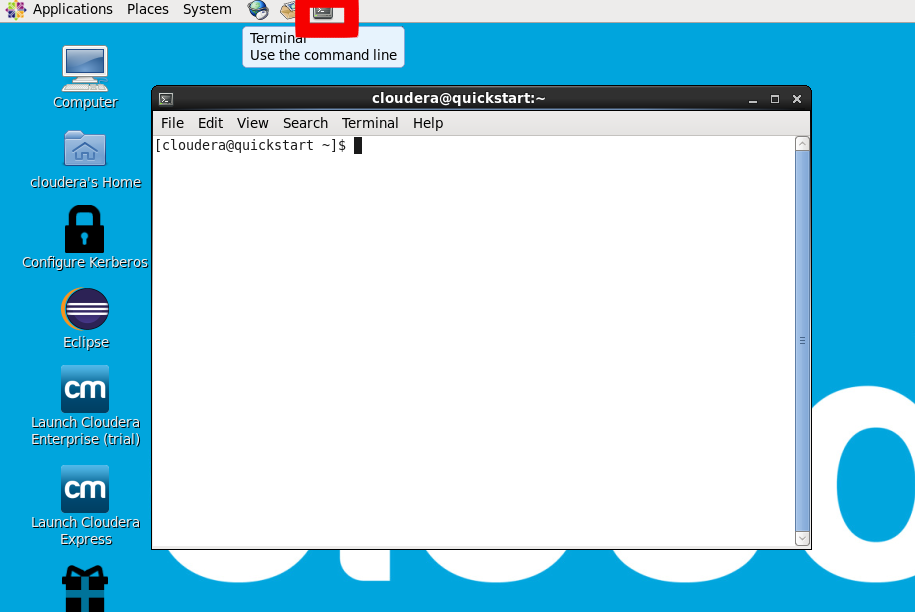 Applications Places System
Terminal
Use the command line
Computer
cloudera's Home
Configure Kerberos
Eclipse
cm
Launch Cloudera
Enterprise (trial)
cm
Launch Cloudera
Express
cloudera@quickstart:~
File Edit View Search Terminal Help
[cloudera@quickstart ~]$